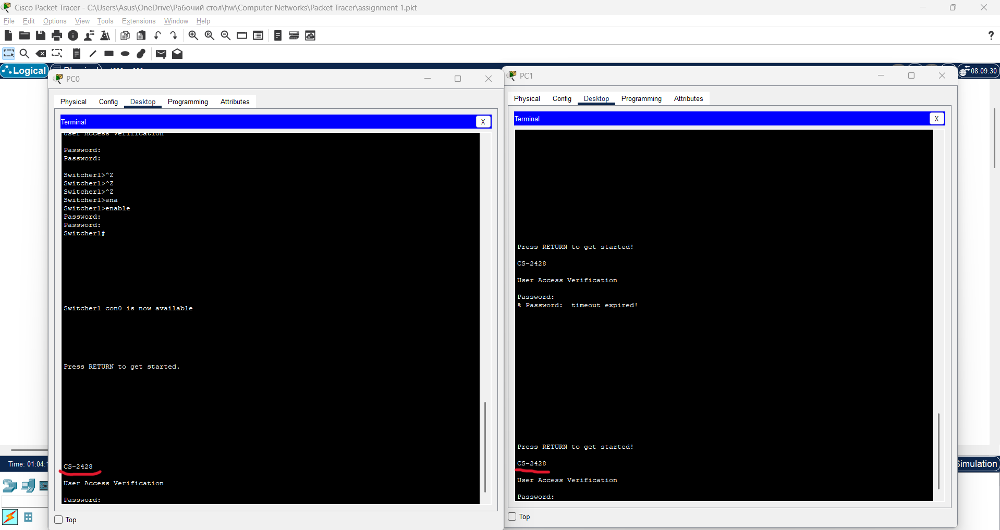 Cisco Packet Tracer - C:\Users\Asus\OneDrive\Рабочий стол\hw\Computer Networks\Packet Tracer\assignment 1.pkt
File Edit Options View Tools Extensions Window Help
Logical Physical
08:09:30
PC0
Physical Config Desktop Programming Attributes
Terminal X
User Access Verification
Password:
Password:
Switcher1>^Z
Switcher1>^Z
Switcher1>^Z
Switcher1>ena
Switcher1>enable
Password:
Password:
Switcher1#
Switcher1 con0 is now available
Press RETURN to get started.
CS-2428
User Access Verification
Password:
Top
PC1
Physical Config Desktop Programming Attributes
Terminal X
Press RETURN to get started!
CS-2428
User Access Verification
Password:
% Password:  timeout expired!
Press RETURN to get started!
CS-2428
User Access Verification
Password:
Top
Time: 01:04:
Simulation